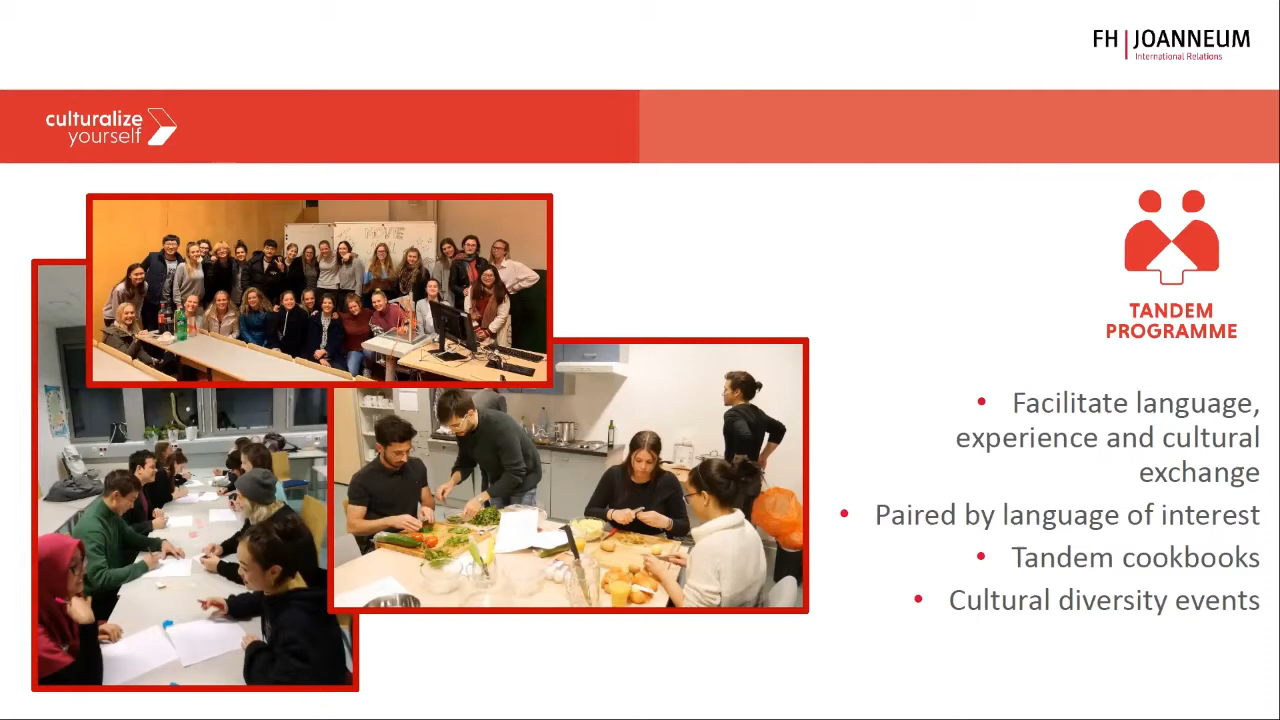 FH | JOANNEUM
International Relations
culturalize
yourself
MOVIE
TANDEM
PROGRAMME
• Facilitate language,
experience and cultural
exchange
• Paired by language of interest
• Tandem cookbooks
• Cultural diversity events